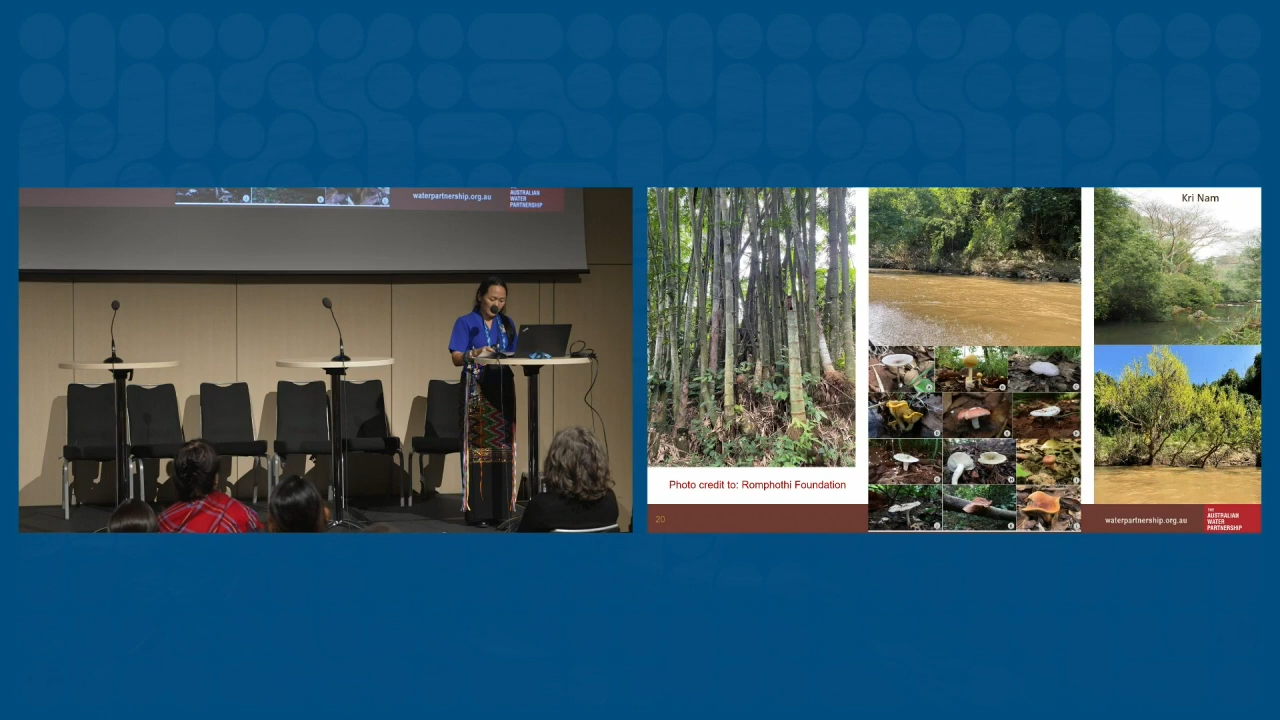 waterpartnership.org.au
AUSTRALIAN
WATER
PARTNERSHIP
Kri Nam
Photo credit to: Romphothi Foundation
20
waterpartnership.org.au
THE
AUSTRALIAN
WATER
PARTNERSHIP